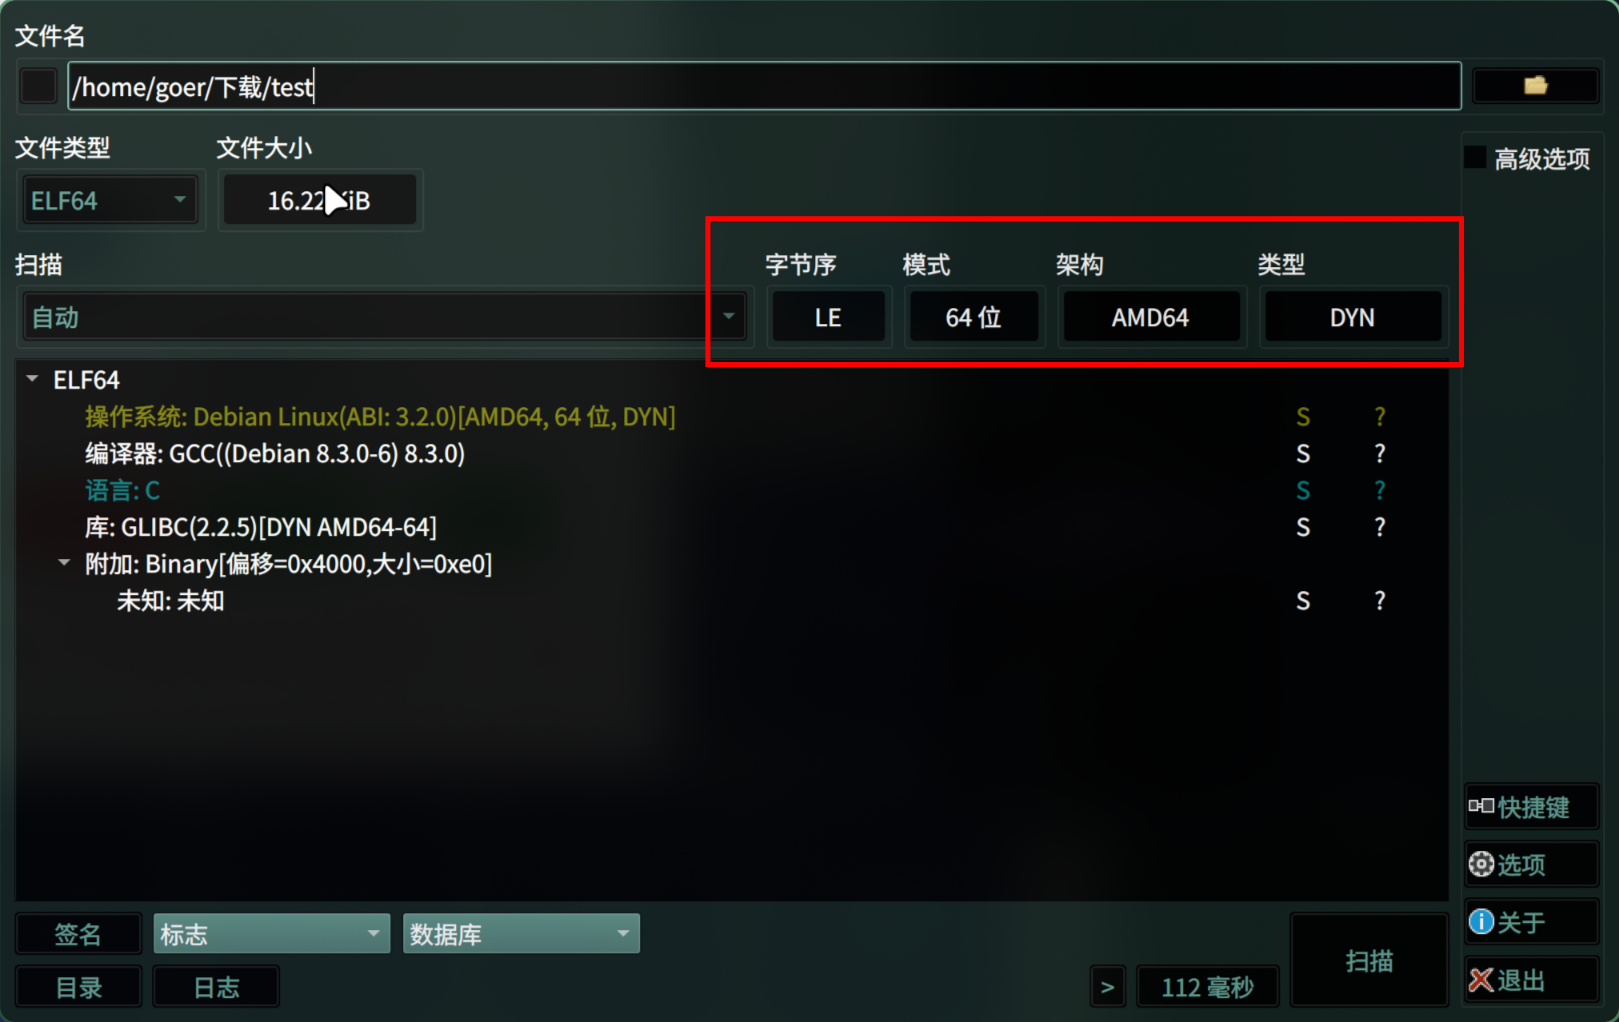 文件名
/home/goer/下载/test
文件类型 文件大小
高级选项
ELF64 16.22 iB
扫描 字节序 模式 架构 类型
自动 LE 64 位 AMD64 DYN
ELF64
操作系统: Debian Linux(ABI: 3.2.0)[AMD64, 64 位, DYN] S ?
编译器: GCC((Debian 8.3.0-6) 8.3.0) S ?
语言: C S ?
库: GLIBC(2.2.5)[DYN AMD64-64] S ?
附加: Binary[偏移=0x4000,大小=0xe0]
未知: 未知 S ?
快捷键
选项
关于
签名 标志 数据库
扫描
退出
目录 日志 > 112 毫秒